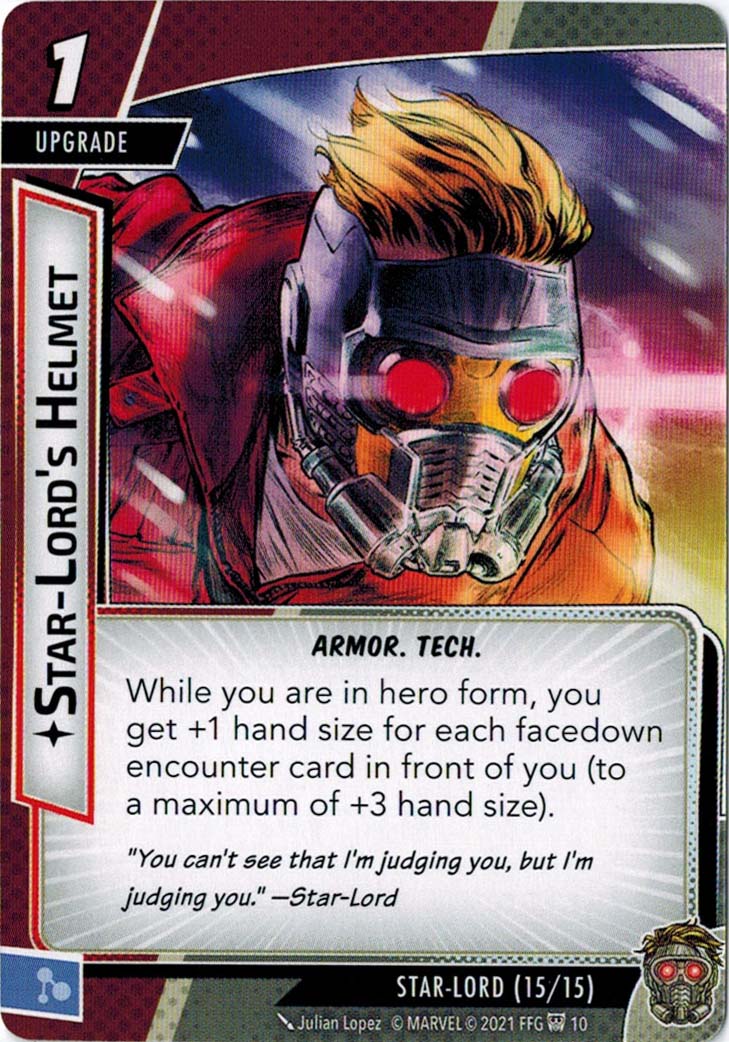 1
UPGRADE
STAR-LORD'S HELMET
ARMOR. TECH.
While you are in hero form, you
get +1 hand size for each facedown
encounter card in front of you (to
a maximum of +3 hand size).
"You can't see that I'm judging you, but I'm
judging you." —Star-Lord
STAR-LORD (15/15)
Julian Lopez © MARVEL © 2021 FFG 10